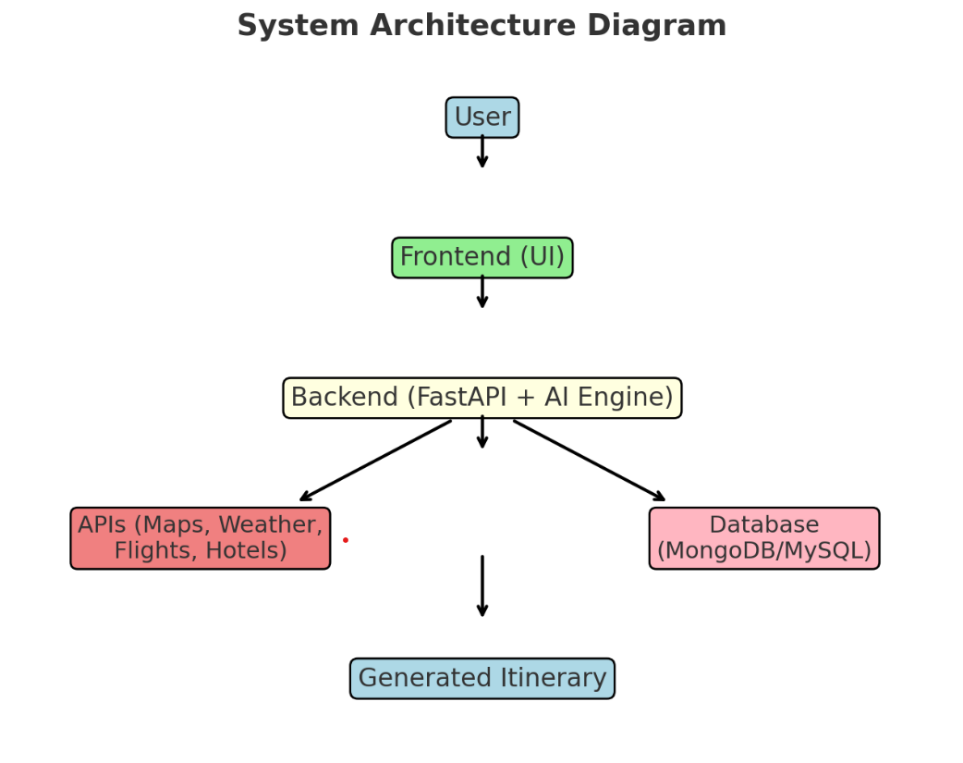 System Architecture Diagram
User
Frontend (UI)
Backend (FastAPI + AI Engine)
APIs (Maps, Weather,
Flights, Hotels)
Database
(MongoDB/MySQL)
Generated Itinerary